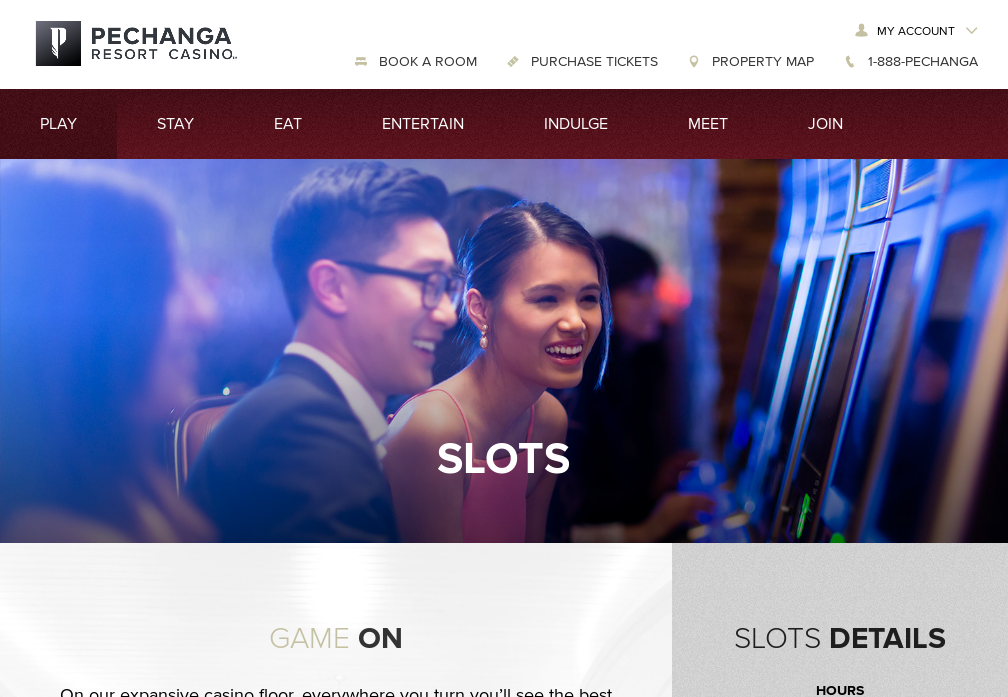 PECHANGA
RESORT CASINO
MY ACCOUNT
BOOK A ROOM
PURCHASE TICKETS
PROPERTY MAP
1-888-PECHANGA
PLAY
STAY
EAT
ENTERTAIN
INDULGE
MEET
JOIN
SLOTS
GAME ON
On our expansive casino floor, everywhere you turn you’ll see the best
SLOTS DETAILS
HOURS